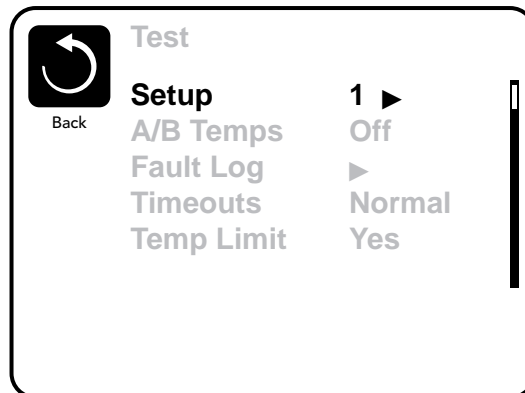 Test
Back
Setup 1 ▶
A/B Temps Off
Fault Log ▶
Timeouts Normal
Temp Limit Yes